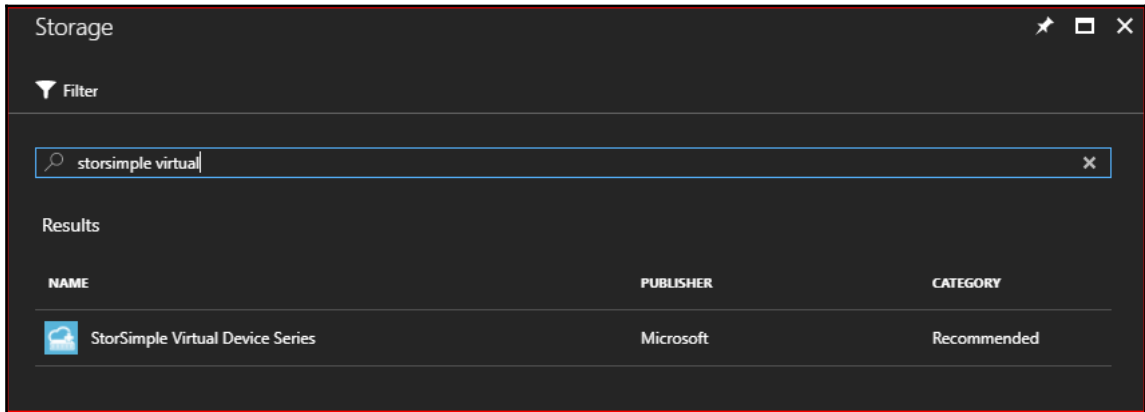 Storage
Filter
storsimple virtual
Results
NAME PUBLISHER CATEGORY
StorSimple Virtual Device Series Microsoft Recommended